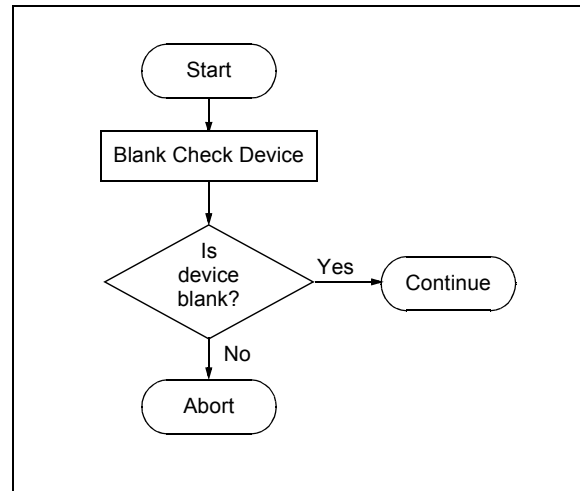 Start
Blank Check Device
Is
device
blank?
Yes
Continue
No
Abort